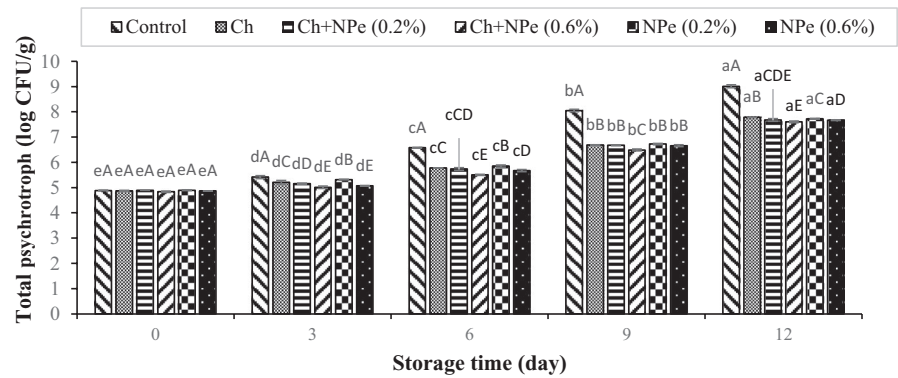 Control Ch Ch+NPe (0.2%) Ch+NPe (0.6%) NPe (0.2%) NPe (0.6%)
Total psychrotroph (log CFU/g)
10
9
8
7
6
5
4
3
2
1
0
eA eA eA eA eA eA
dA dC dD dE dB dE
cA cC cCD cE cB cD
bA bB bB bC bB bB
aA aB aCDE aE aC aD
0 3 6 9 12
Storage time (day)